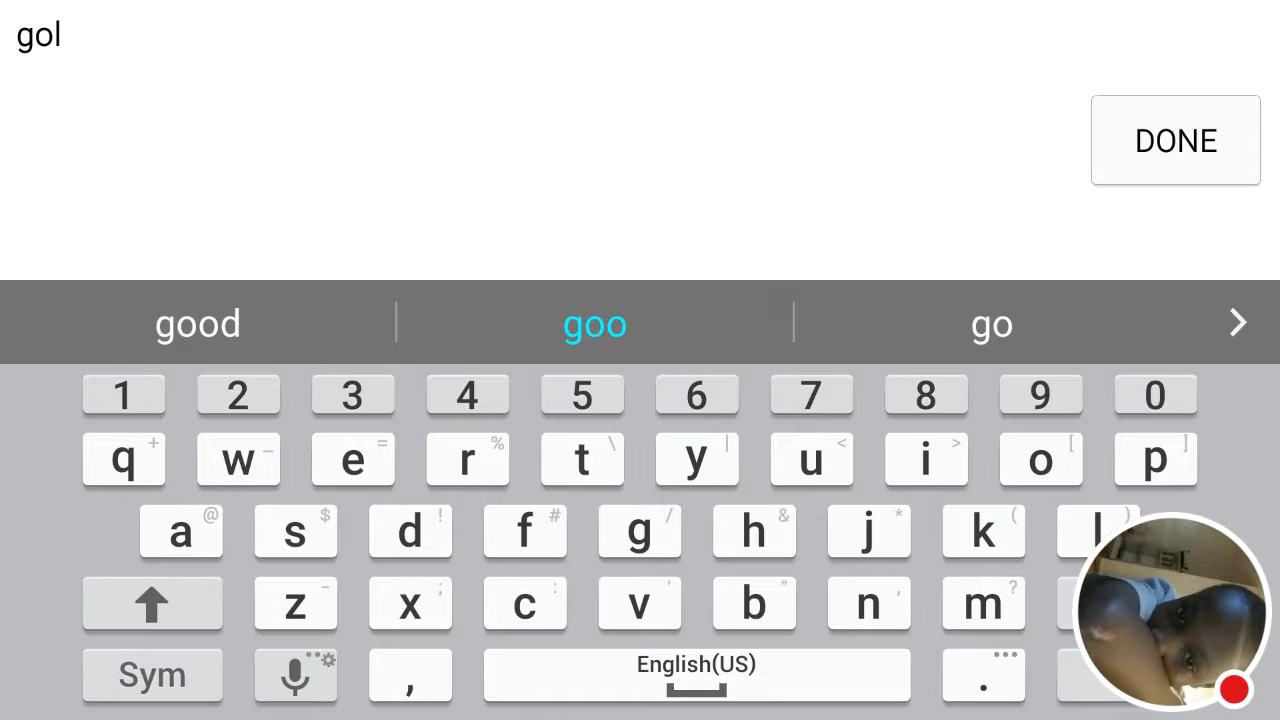 gol
DONE
good goo go
1 2 3 4 5 6 7 8 9 0
q + w _ e = r % t \ y | u < i > o [ p ]
a @ s $ d ! f # g / h & j * k ( l )
z - x ; c : v ' b " n , m ?
Sym , English(US) .